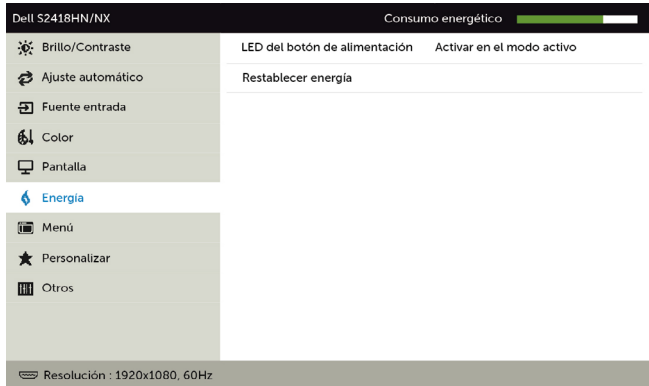 Dell S2418HN/NX Consumo energético
Brillo/Contraste LED del botón de alimentación Activar en el modo activo
Ajuste automático Restablecer energía
Fuente entrada
Color
Pantalla
Energía
Menú
Personalizar
Otros
Resolución : 1920x1080, 60Hz